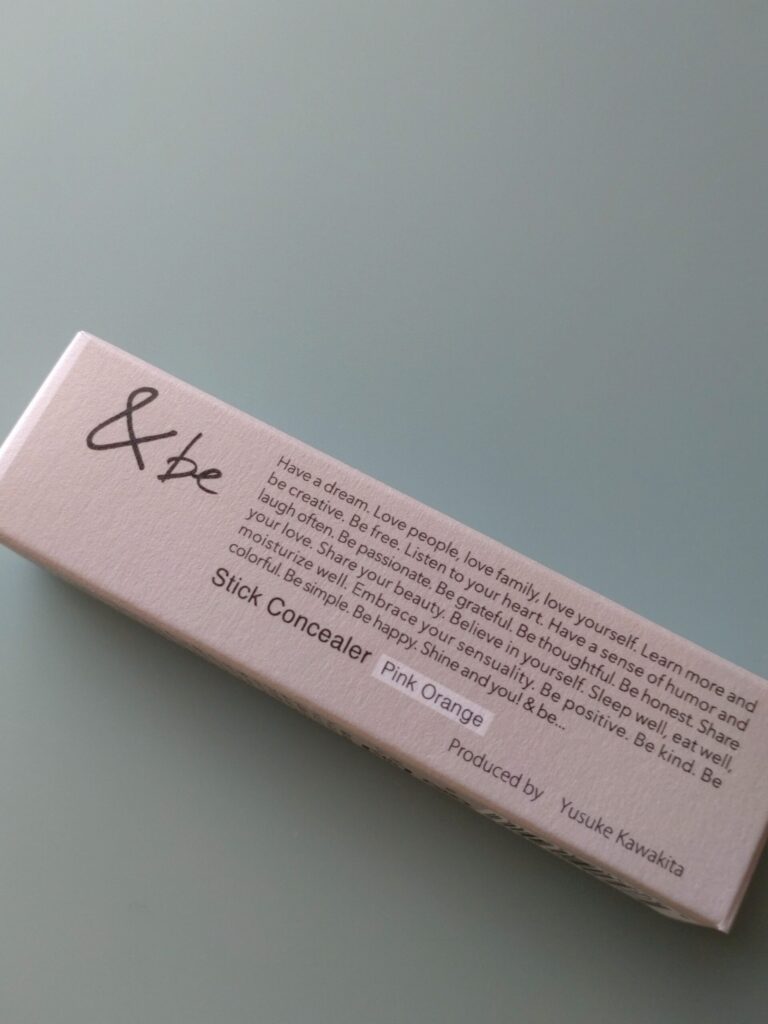 & be
Have a dream. Love people, love family, love yourself. Learn more and
be creative. Be free. Listen to your heart. Have a sense of humor and
laugh often. Be passionate. Be grateful. Be thoughtful. Be honest. Share
your love. Share your beauty. Believe in yourself. Sleep well, eat well,
moisturize well. Embrace your sensuality. Be positive. Be kind. Be
colorful. Be simple. Be happy. Shine and you! & be...
Stick Concealer Pink Orange
Produced by Yusuke Kawakita